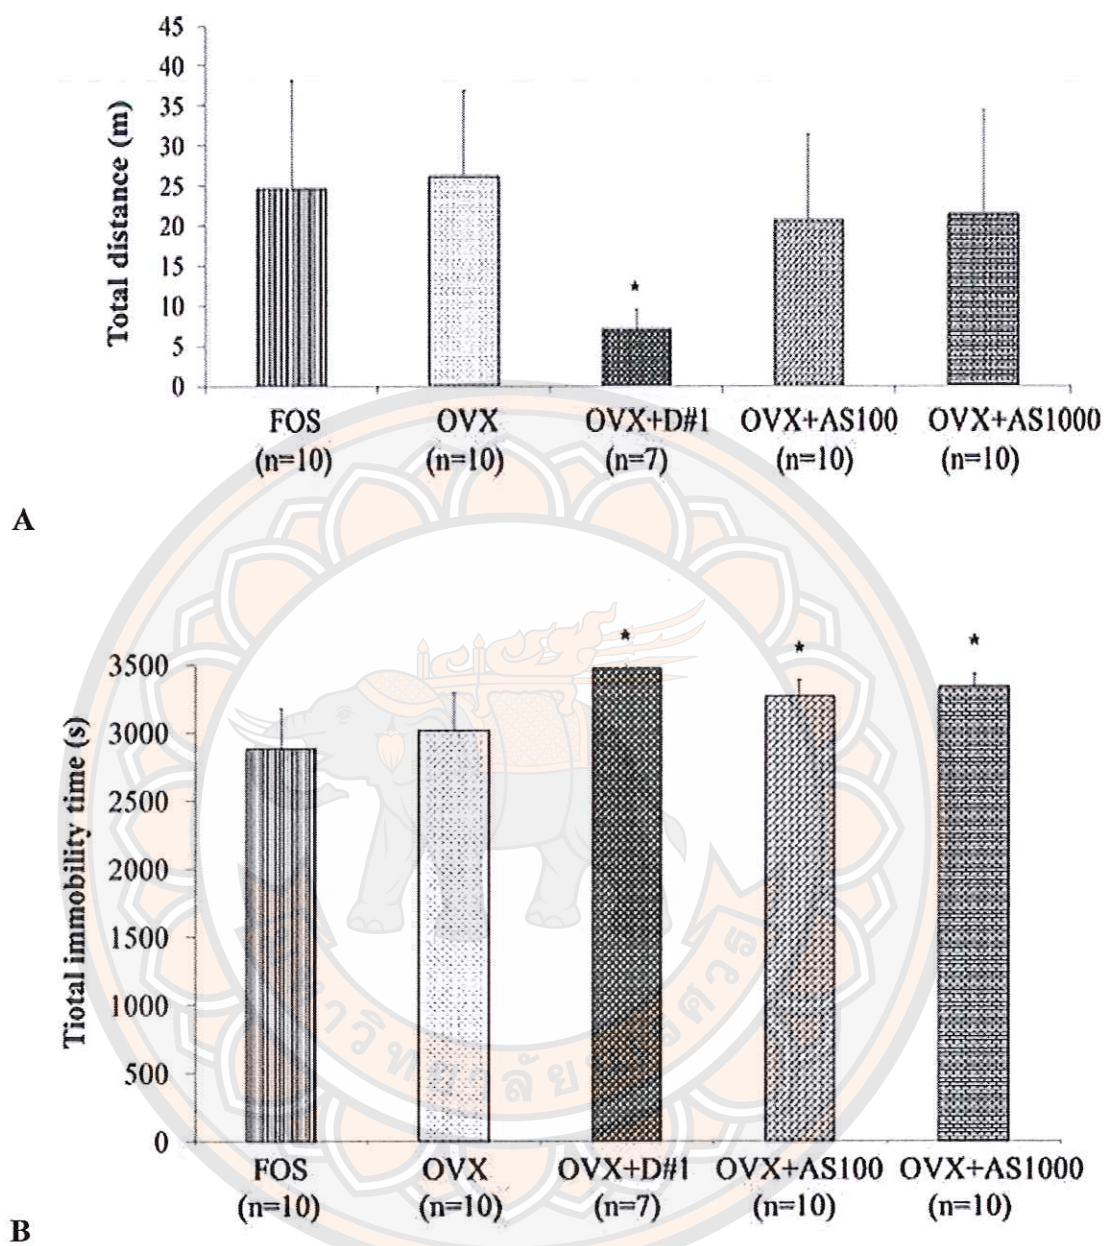 Total distance (m)
45
40
35
30
25
20
15
10
5
0
FOS OVX OVX+D#1 OVX+AS100 OVX+AS1000
(n=10) (n=10) (n=7) (n=10) (n=10)
*
A
Tiotal immobility time (s)
3500
3000
2500
2000
1500
1000
500
0
* * *
FOS OVX OVX+D#1 OVX+AS100 OVX+AS1000
(n=10) (n=10) (n=7) (n=10) (n=10)
B